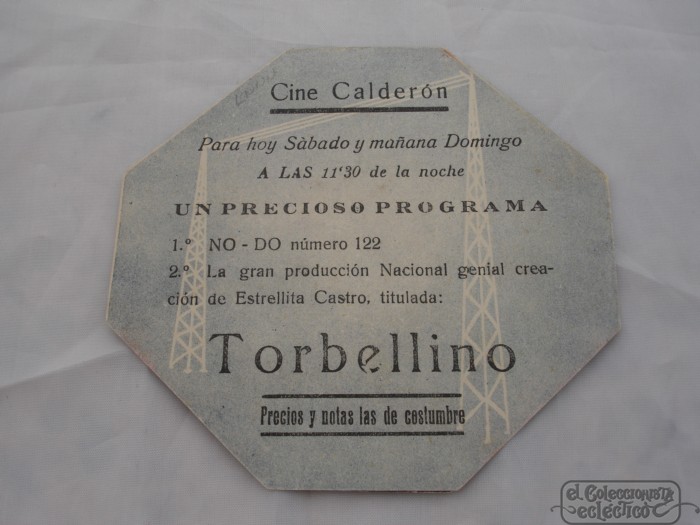 Cine Calderón
Para hoy Sàbado y mañana Domingo
A LAS 11'30 de la noche
UN PRECIOSO PROGRAMA
1.º NO - DO número 122
2.º La gran producción Nacional genial crea-
ción de Estrellita Castro, titulada:
Torbellino
Precios y notas las de costumbre
el Coleccionista
ecléctico